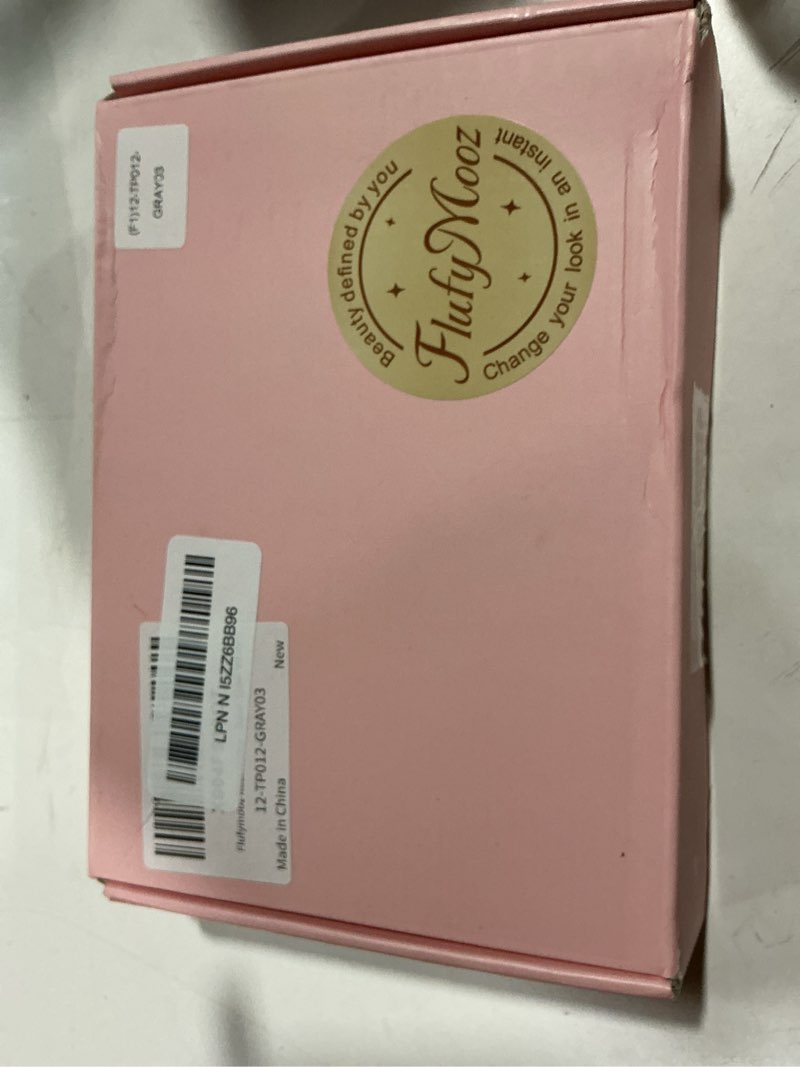 (F1)12-TP012-
GRAY03
Beauty defined by you
FlufyMooz
Change your look in an instant
LPN N I5ZZ6BB96
12-TP012-GRAY03
Made in China New